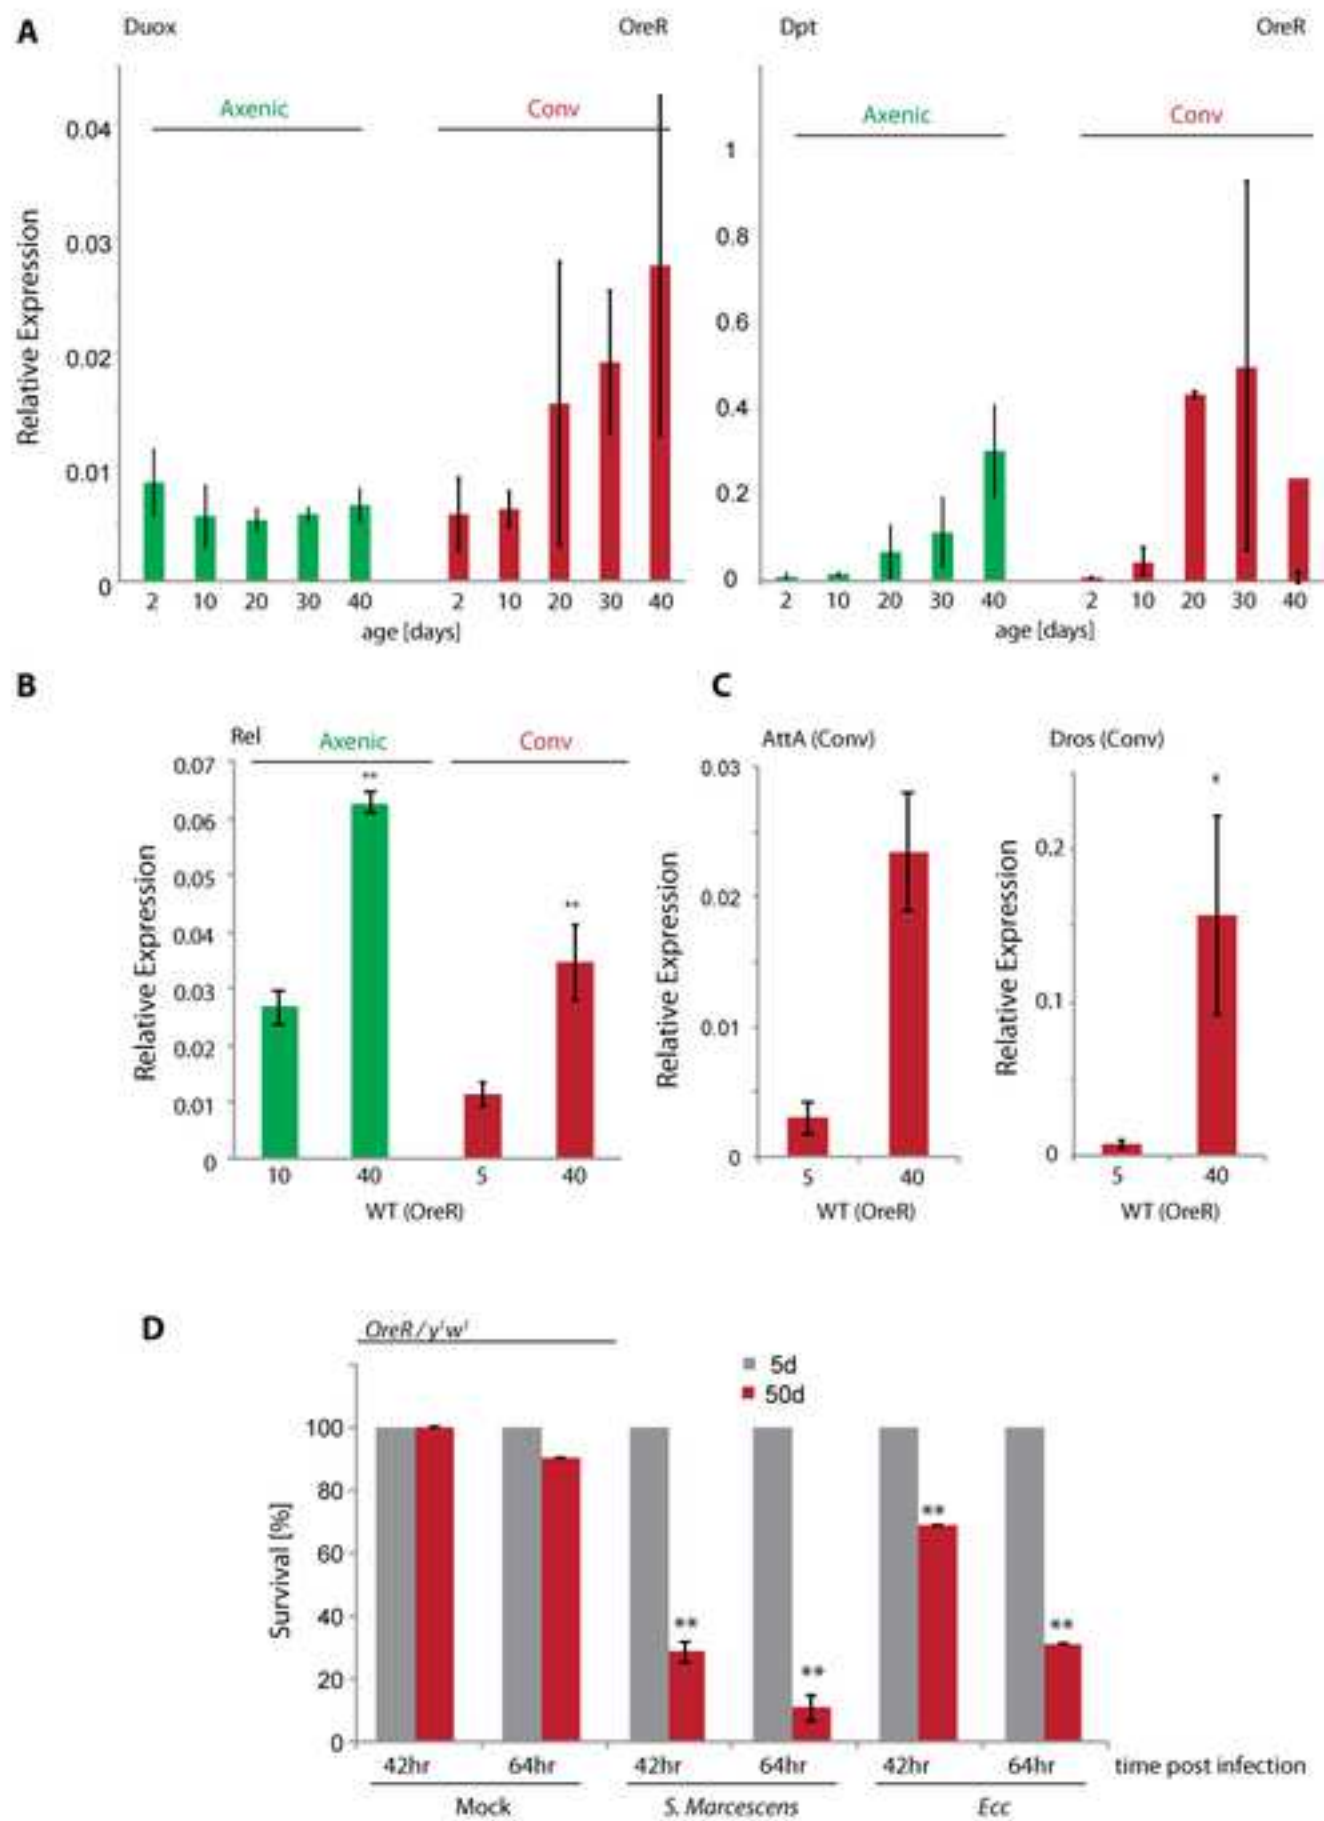 A
Duox OreR
Axenic Conv
0.04
0.03
0.02
0.01
0
Relative Expression
2 10 20 30 40 2 10 20 30 40
age [days]
Dpt OreR
Axenic Conv
1
0.8
0.6
0.4
0.2
0
2 10 20 30 40 2 10 20 30 40
age [days]
B
Rel Axenic Conv
0.07
0.06
0.05
0.04
0.03
0.02
0.01
0
Relative Expression
** **
10 40 5 40
WT (OreR)
C
AttA (Conv)
0.03
0.02
0.01
0
Relative Expression
5 40
WT (OreR)
Dros (Conv)
*
0.2
0.1
0
Relative Expression
5 40
WT (OreR)
D
OreR / y¹w¹
5d
50d
100
80
60
40
20
0
Survival [%]
** ** ** **
42hr 64hr 42hr 64hr 42hr 64hr time post infection
Mock S. Marcescens Ecc